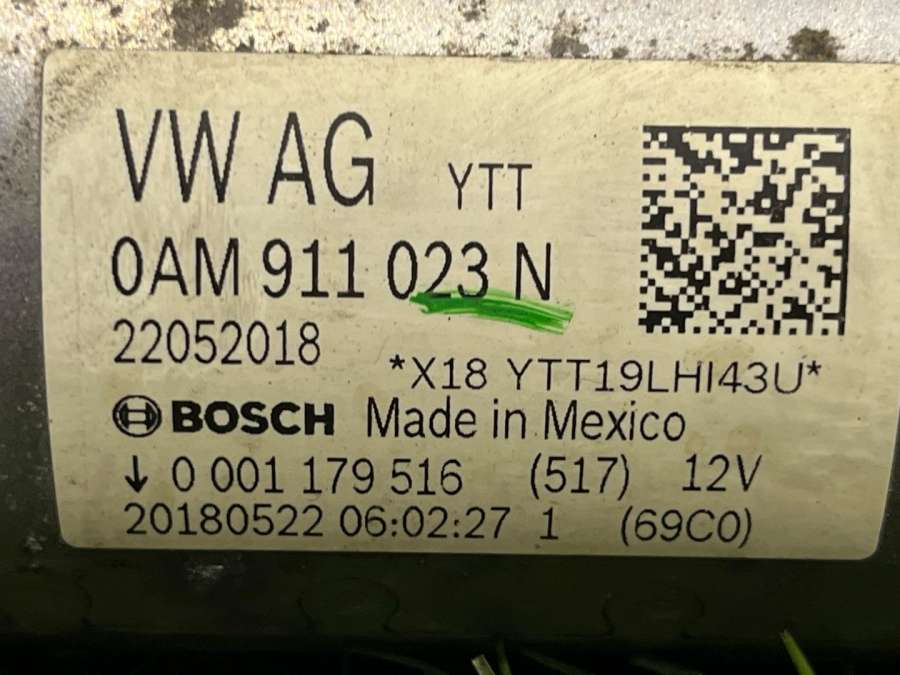 VW AG YTT
0AM 911 023 N
22052018
*X18 YTT19LHI43U*
BOSCH Made in Mexico
↓ 0 001 179 516 (517) 12V
20180522 06:02:27 1 (69C0)